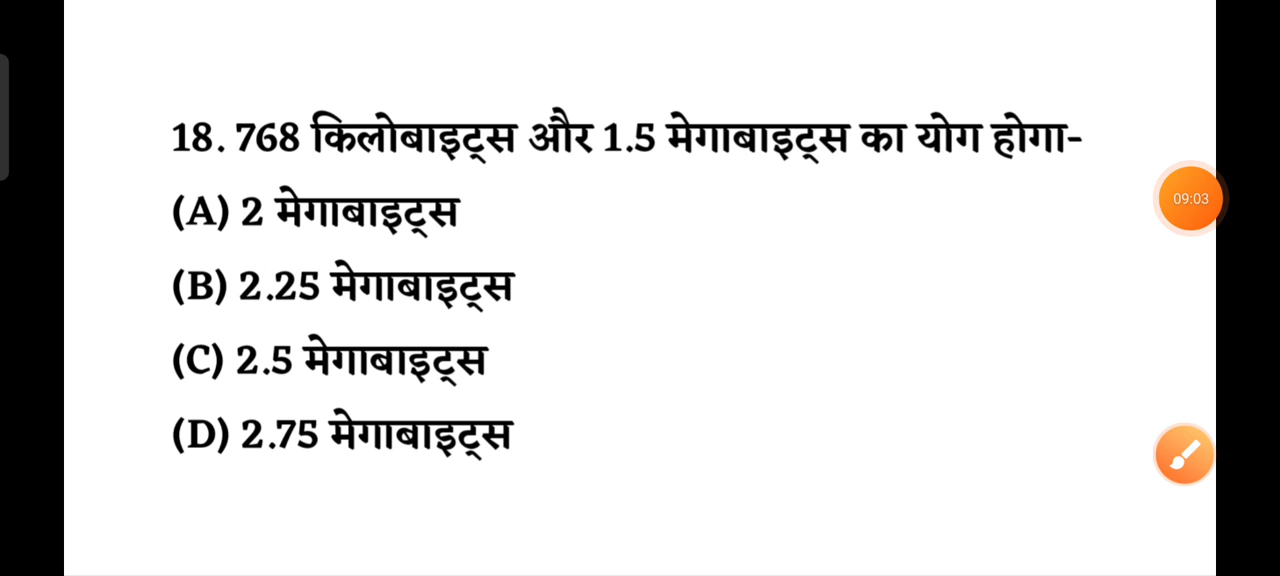 18. 768 किलोबाइट्स और 1.5 मेगाबाइट्स का योग होगा-
(A) 2 मेगाबाइट्स
(B) 2.25 मेगाबाइट्स
(C) 2.5 मेगाबाइट्स
(D) 2.75 मेगाबाइट्स
09:03